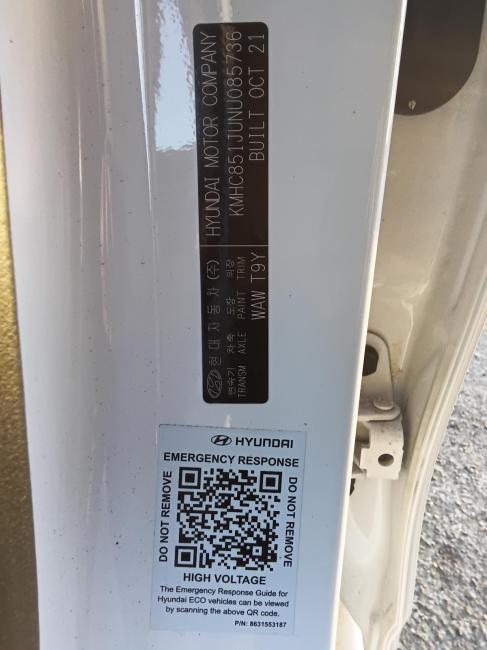 현대자동차(주) HYUNDAI MOTOR COMPANY
KMHC851JUNU085736
변속기 차축 도장 의장 BUILT OCT 21
TRANSM AXLE PAINT TRIM
WAW T9Y
HYUNDAI
EMERGENCY RESPONSE
DO NOT REMOVE
DO NOT REMOVE
HIGH VOLTAGE
The Emergency Response Guide for
Hyundai ECO vehicles can be viewed
by scanning the above QR code.
P/N: 8631553187